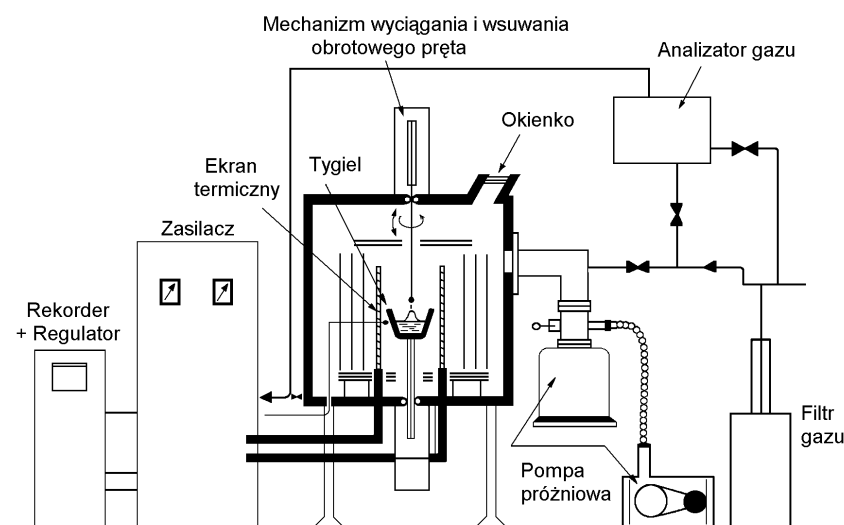 Mechanizm wyciągania i wsuwania
obrotowego pręta
Analizator gazu
Okienko
Ekran
termiczny
Tygiel
Zasilacz
Rekorder
+ Regulator
Filtr
gazu
Pompa
próżniowa